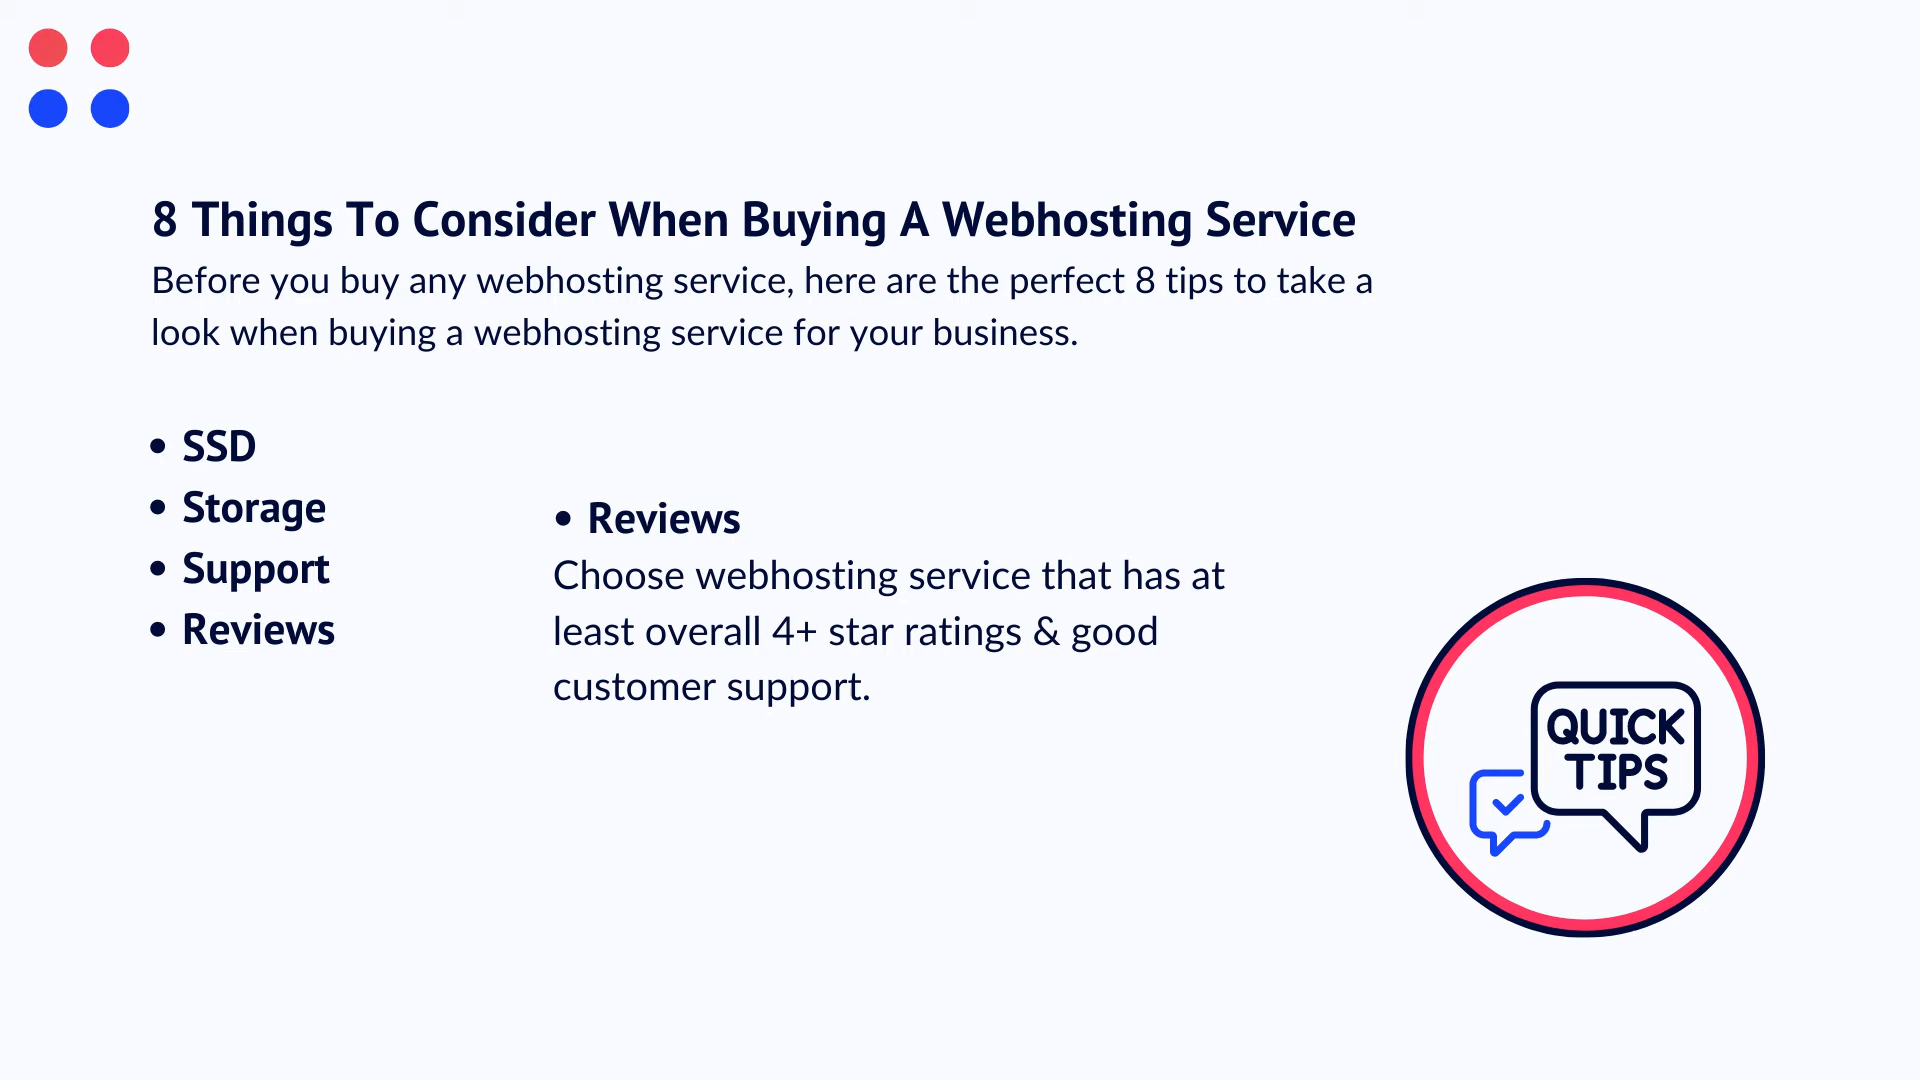 8 Things To Consider When Buying A Webhosting Service
Before you buy any webhosting service, here are the perfect 8 tips to take a
look when buying a webhosting service for your business.
• SSD
• Storage
• Support
• Reviews
• Reviews
Choose webhosting service that has at
least overall 4+ star ratings & good
customer support.
QUICK
TIPS